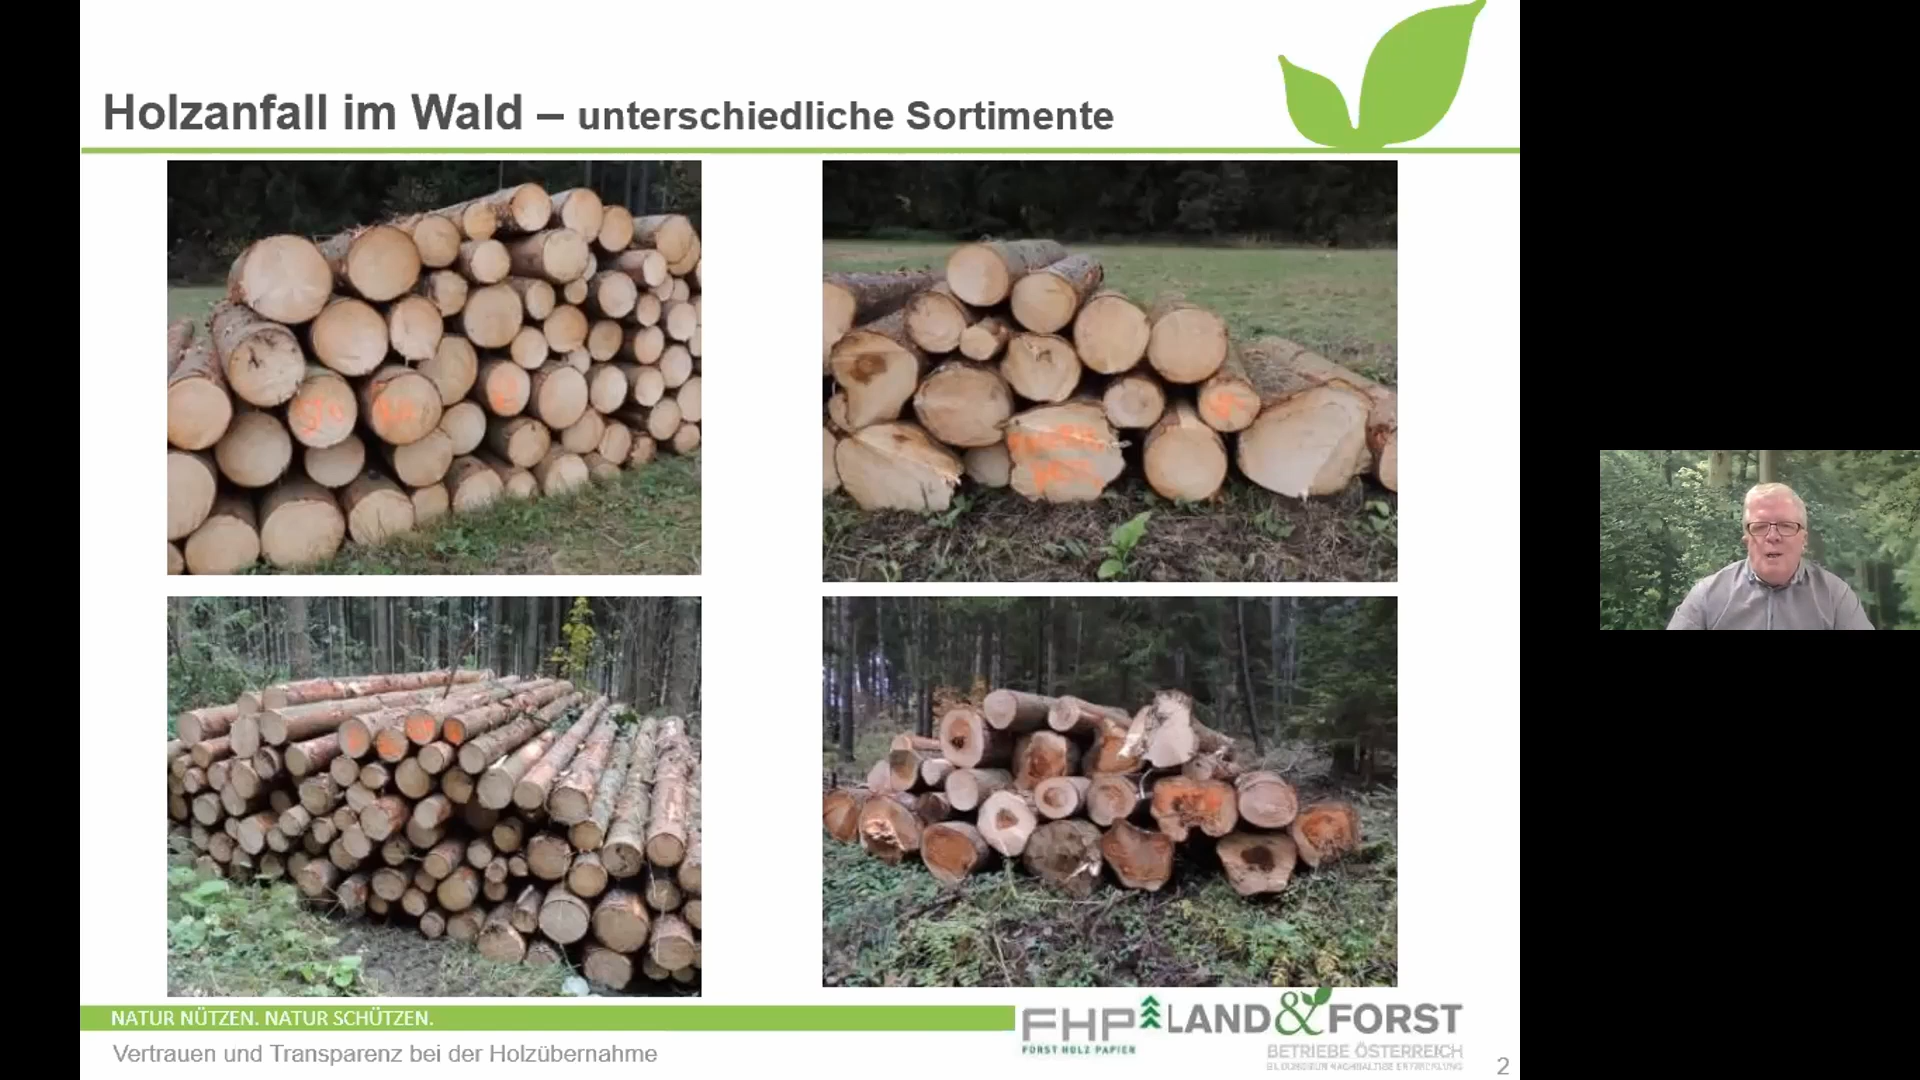 Holzanfall im Wald – unterschiedliche Sortimente
NATUR NÜTZEN. NATUR SCHÜTZEN.
Vertrauen und Transparenz bei der Holzübernahme
FHP
FORST HOLZ PAPIER
LAND&FORST
BETRIEBE ÖSTERREICH
2